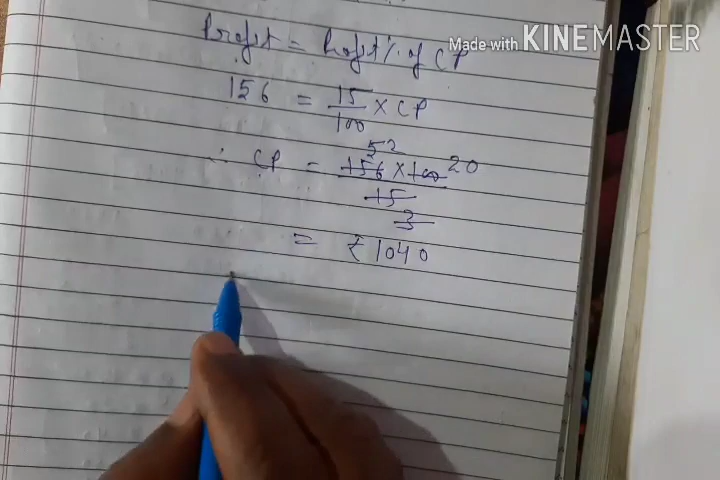 Profit = Profit% of CP
Made with KINEMASTER
156 = 15/100 × CP
52
∴ CP = 156 × 100 20
15
3
= ₹1040